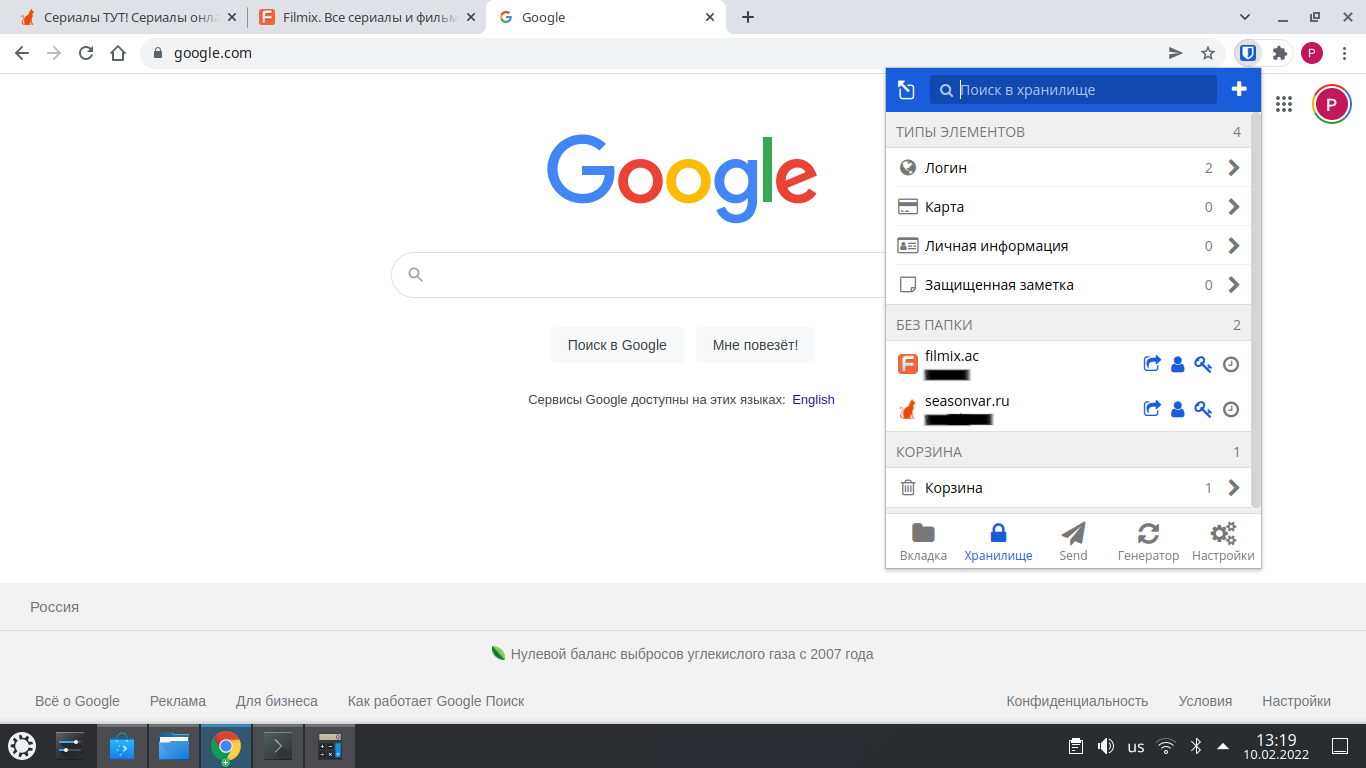 Сериалы ТУТ! Сериалы онла
Filmix. Все сериалы и фильм
Google
google.com
P
Поиск в хранилище
P
ТИПЫ ЭЛЕМЕНТОВ 4
Логин 2
Карта 0
Личная информация 0
Защищенная заметка 0
БЕЗ ПАПКИ 2
filmix.ac
seasonvar.ru
КОРЗИНА 1
Корзина 1
Вкладка Хранилище Send Генератор Настройки
Google
Поиск в Google Мне повезёт!
Сервисы Google доступны на этих языках: English
Россия
Нулевой баланс выбросов углекислого газа с 2007 года
Всё о Google Реклама Для бизнеса Как работает Google Поиск Конфиденциальность Условия Настройки
us 13:19
10.02.2022